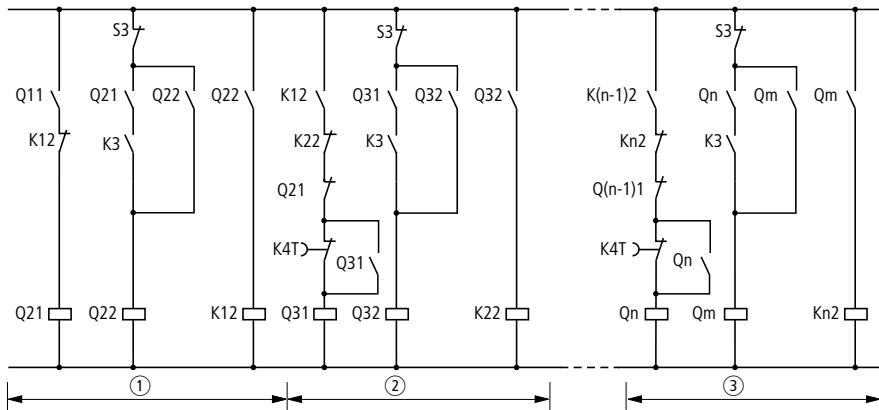 S3 S3 S3
Q11 Q21 Q22 Q22 K12 Q31 Q32 Q32 K(n-1)2 Qn Qm Qm
K12 K3 K22 K3 Kn2 K3
Q21 Q(n-1)1
K4T Q31 K4T Qn
Q21 Q22 K12 Q31 Q32 K22 Qn Qm Kn2
① ② ③